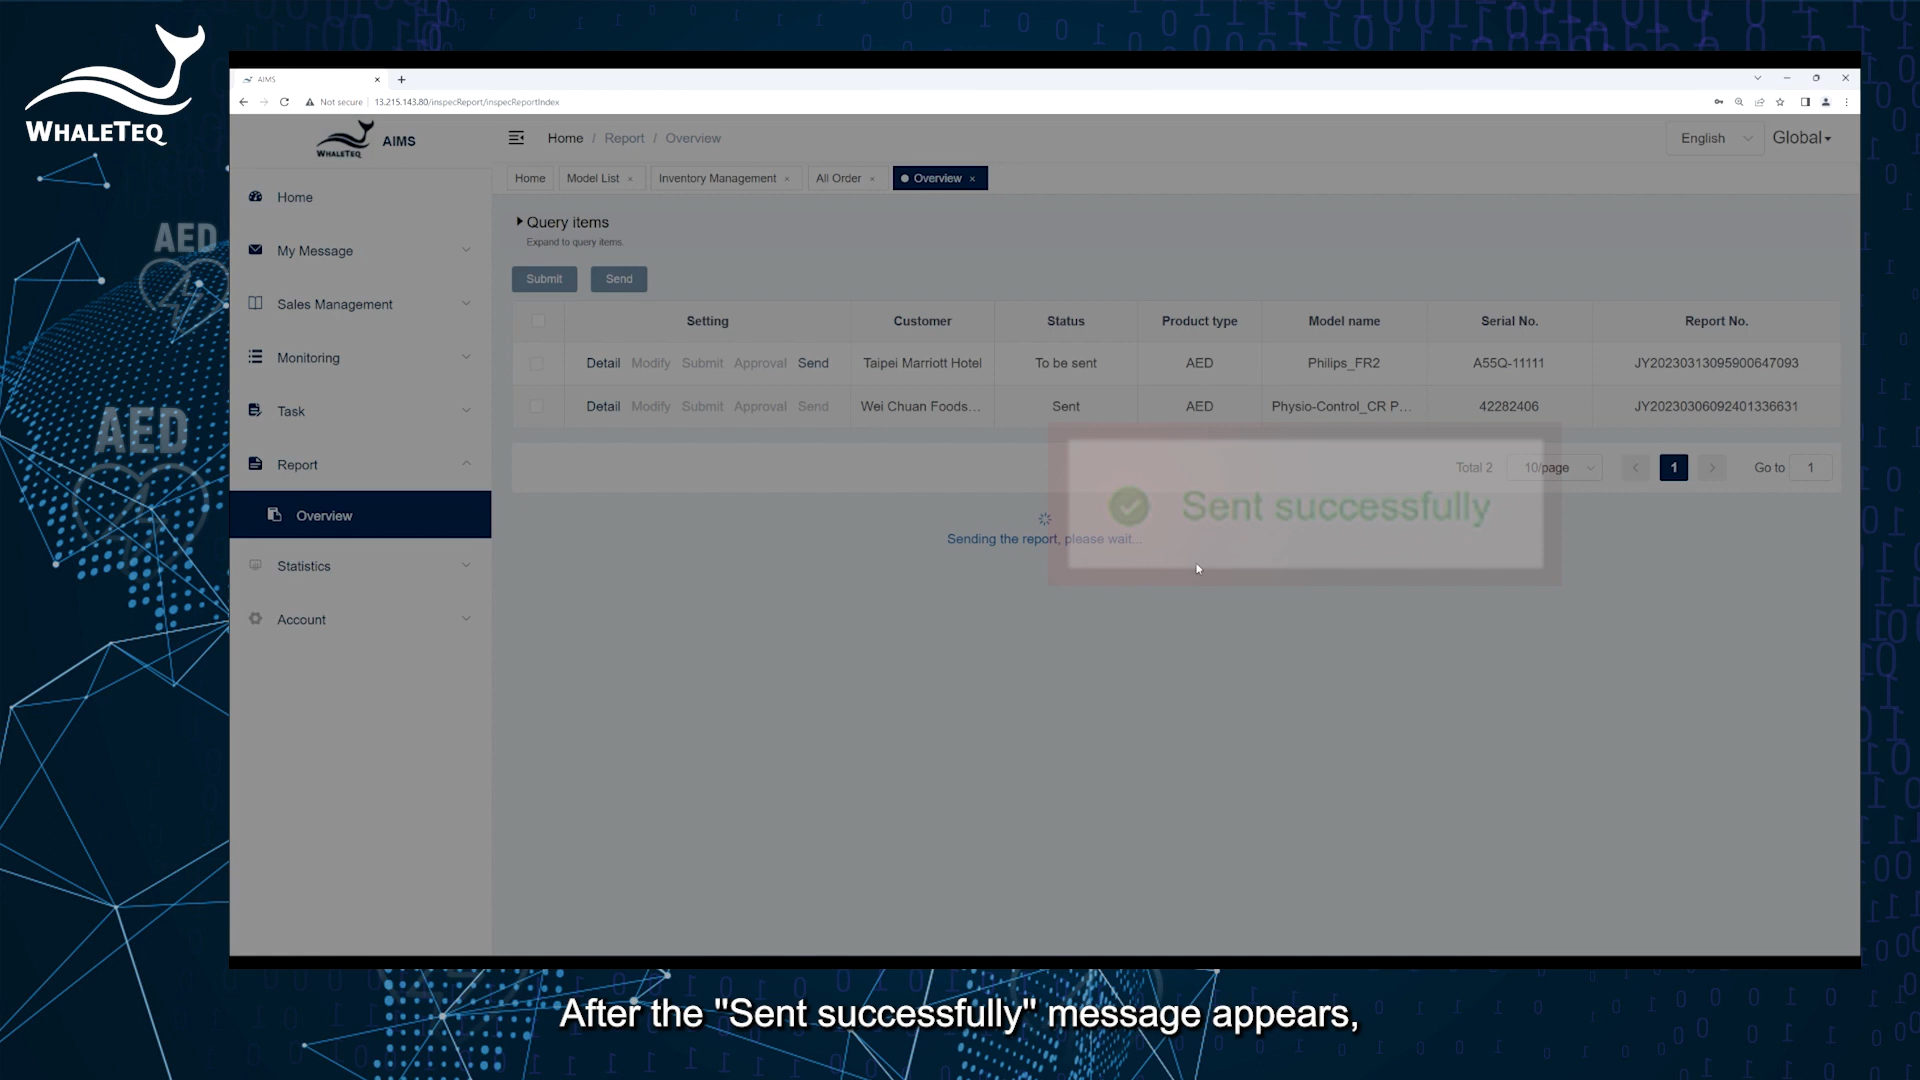 WHALETEQ
AIMS
Not secure 13.215.143.80/inspecReport/inspecReportIndex
WHALETEQ AIMS
Home / Report / Overview
English
Global
Home
Model List ×
Inventory Management ×
All Order ×
Overview ×
Home
My Message
Sales Management
Monitoring
Task
Report
Overview
Statistics
Account
Query items
Expand to query items.
Submit Send
Setting Customer Status Product type Model name Serial No. Report No.
Detail Modify Submit Approval Send Taipei Marriott Hotel To be sent AED Philips_FR2 A55Q-11111 JY20230313095900647093
Detail Modify Submit Approval Send Wei Chuan Foods... Sent AED Physio-Control_CR P... 42282406 JY20230306092401336631
Total 2 10/page < 1 > Go to 1
Sent successfully
Sending the report, please wait...
AED
AED
After the "Sent successfully" message appears,